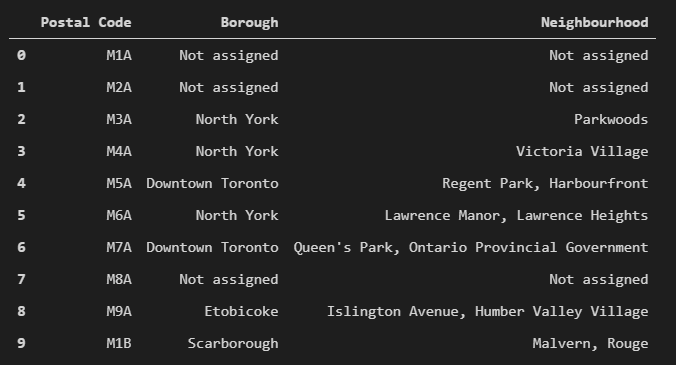 Postal Code Borough Neighbourhood
0 M1A Not assigned Not assigned
1 M2A Not assigned Not assigned
2 M3A North York Parkwoods
3 M4A North York Victoria Village
4 M5A Downtown Toronto Regent Park, Harbourfront
5 M6A North York Lawrence Manor, Lawrence Heights
6 M7A Downtown Toronto Queen's Park, Ontario Provincial Government
7 M8A Not assigned Not assigned
8 M9A Etobicoke Islington Avenue, Humber Valley Village
9 M1B Scarborough Malvern, Rouge